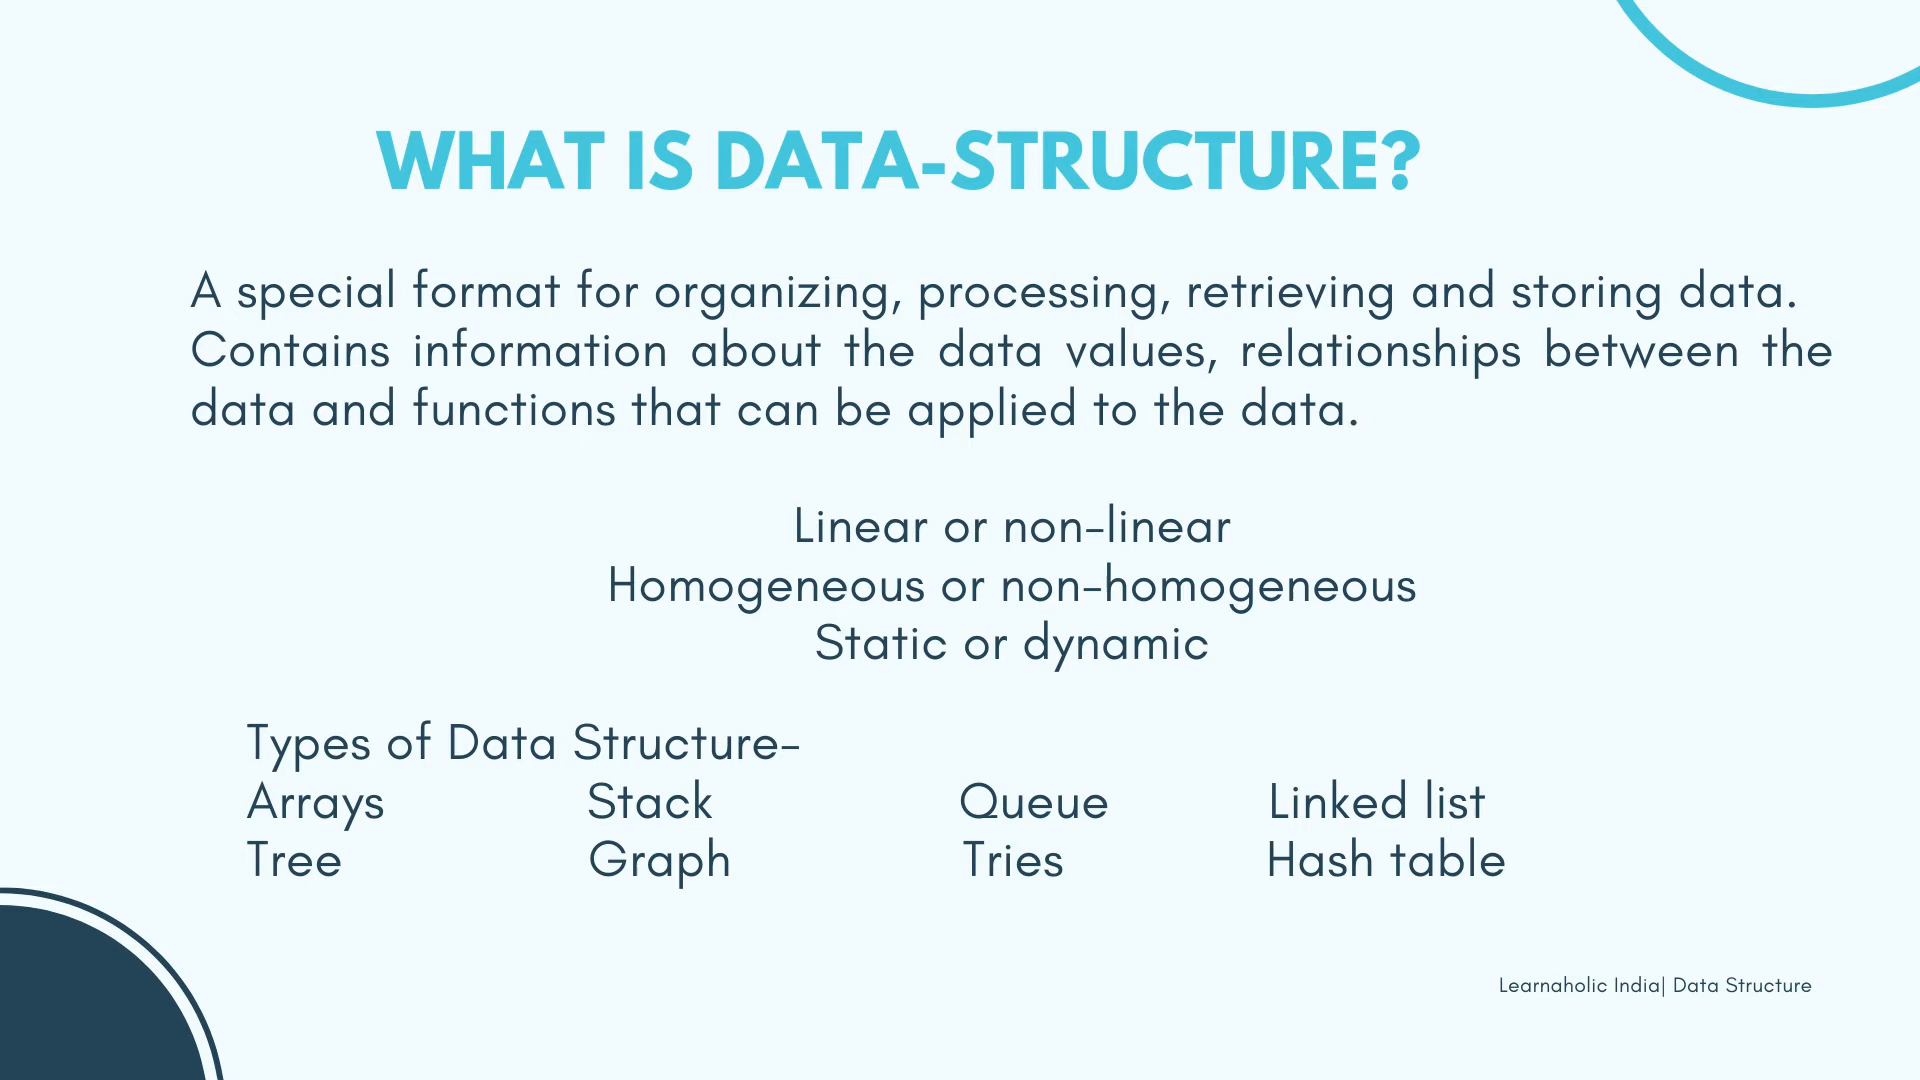 WHAT IS DATA-STRUCTURE?
A special format for organizing, processing, retrieving and storing data.
Contains information about the data values, relationships between the
data and functions that can be applied to the data.
Linear or non-linear
Homogeneous or non-homogeneous
Static or dynamic
Types of Data Structure-
Arrays Stack Queue Linked list
Tree Graph Tries Hash table
Learnaholic India| Data Structure